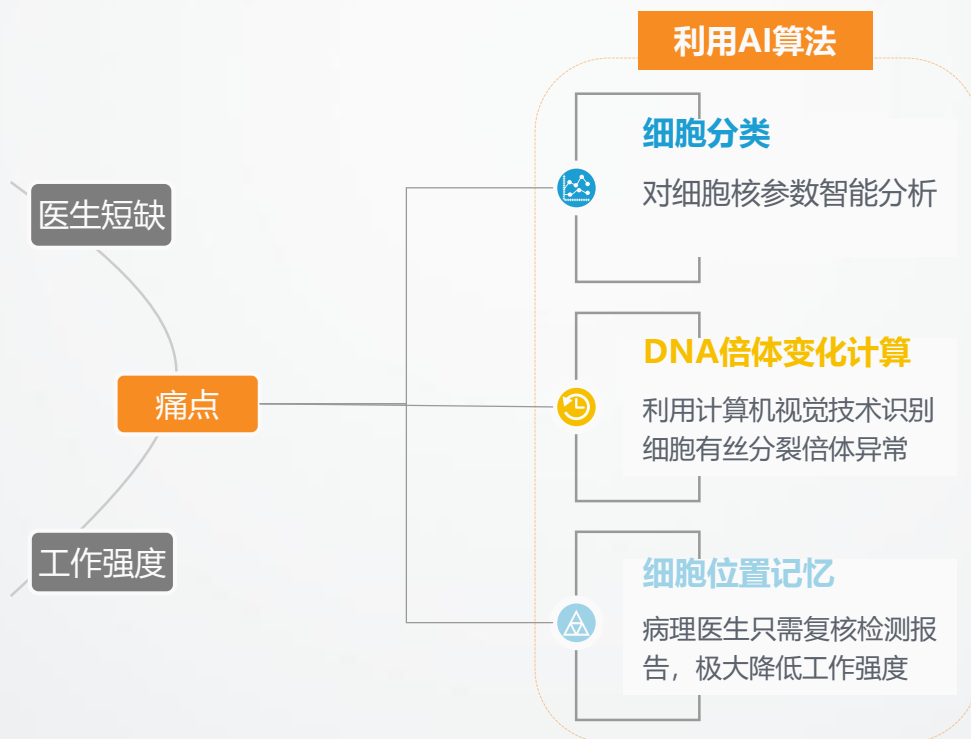 利用AI算法
细胞分类
对细胞核参数智能分析
医生短缺
DNA倍体变化计算
痛点
利用计算机视觉技术识别
细胞有丝分裂倍体异常
工作强度
细胞位置记忆
病理医生只需复核检测报
告，极大降低工作强度